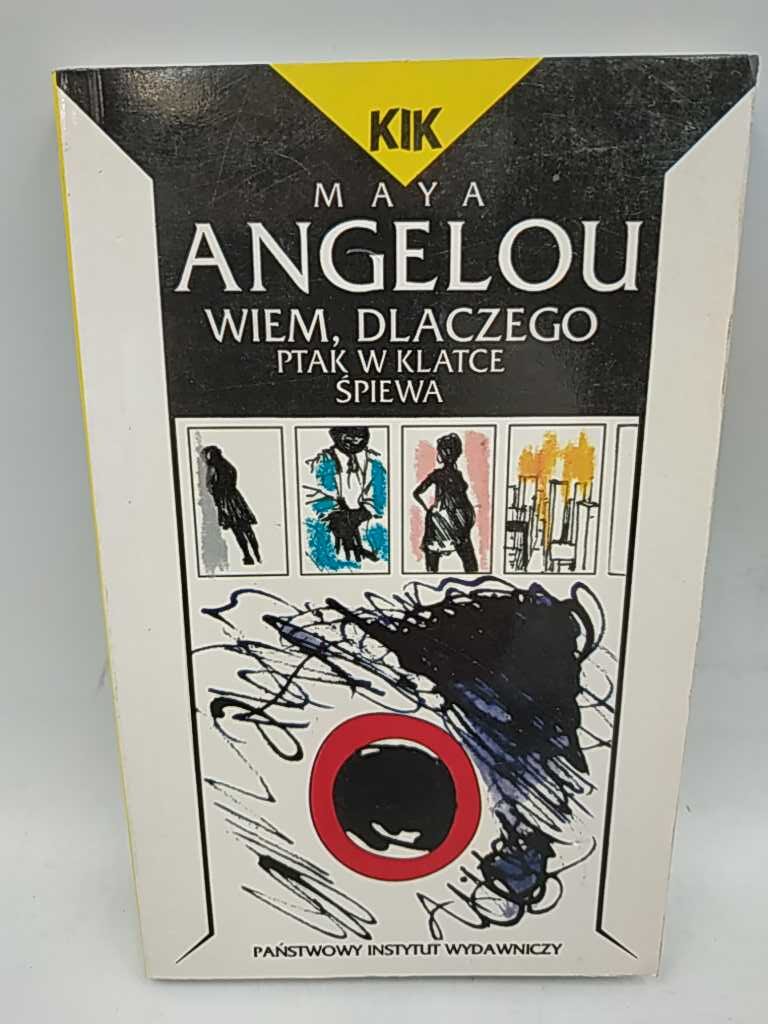 KIK
MAYA
ANGELOU
WIEM, DLACZEGO
PTAK W KLATCE
ŚPIEWA
PAŃSTWOWY INSTYTUT WYDAWNICZY